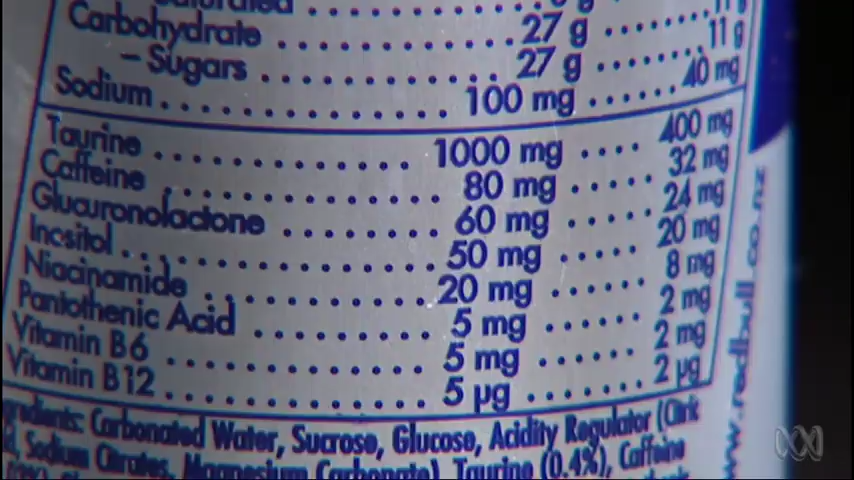 Carbohydrate ............ 27 g ........ 11 g
– Sugars ............ 27 g ........ 11 g
Sodium ................ 100 mg ...... 40 mg
Taurine ............ 1000 mg .... 400 mg
Caffeine ............ 80 mg ..... 32 mg
Glucuronolactone ........ 60 mg ..... 24 mg
Inositol .............. 50 mg ..... 20 mg
Niacinamide ........... 20 mg ...... 8 mg
Pantothenic Acid ......... 5 mg ...... 2 mg
Vitamin B6 ............. 5 mg ...... 2 mg
Vitamin B12 ............. 5 µg ....... 2 µg
Carbonated Water, Sucrose, Glucose, Acidity Regulator
Sodium Citrates, Magnesium Carbonate), Taurine (0.4%), Caffeine
redbull.co.nz